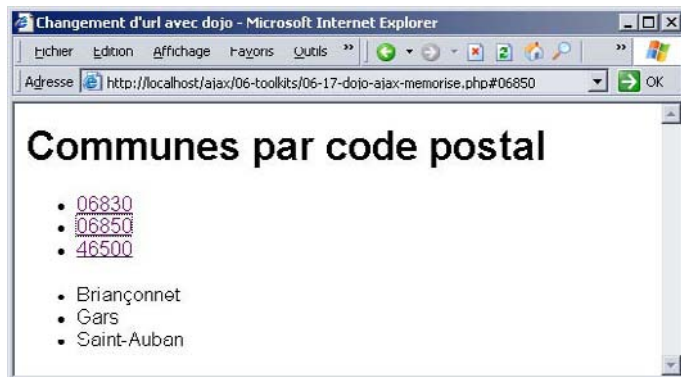 Changement d'url avec dojo - Microsoft Internet Explorer
Fichier Edition Affichage Favoris Outils »
»
Adresse http://localhost/ajax/06-toolkits/06-17-dojo-ajax-memorise.php#06850 OK
Communes par code postal
• 06830
• 06850
• 46500
• Briançonnet
• Gars
• Saint-Auban